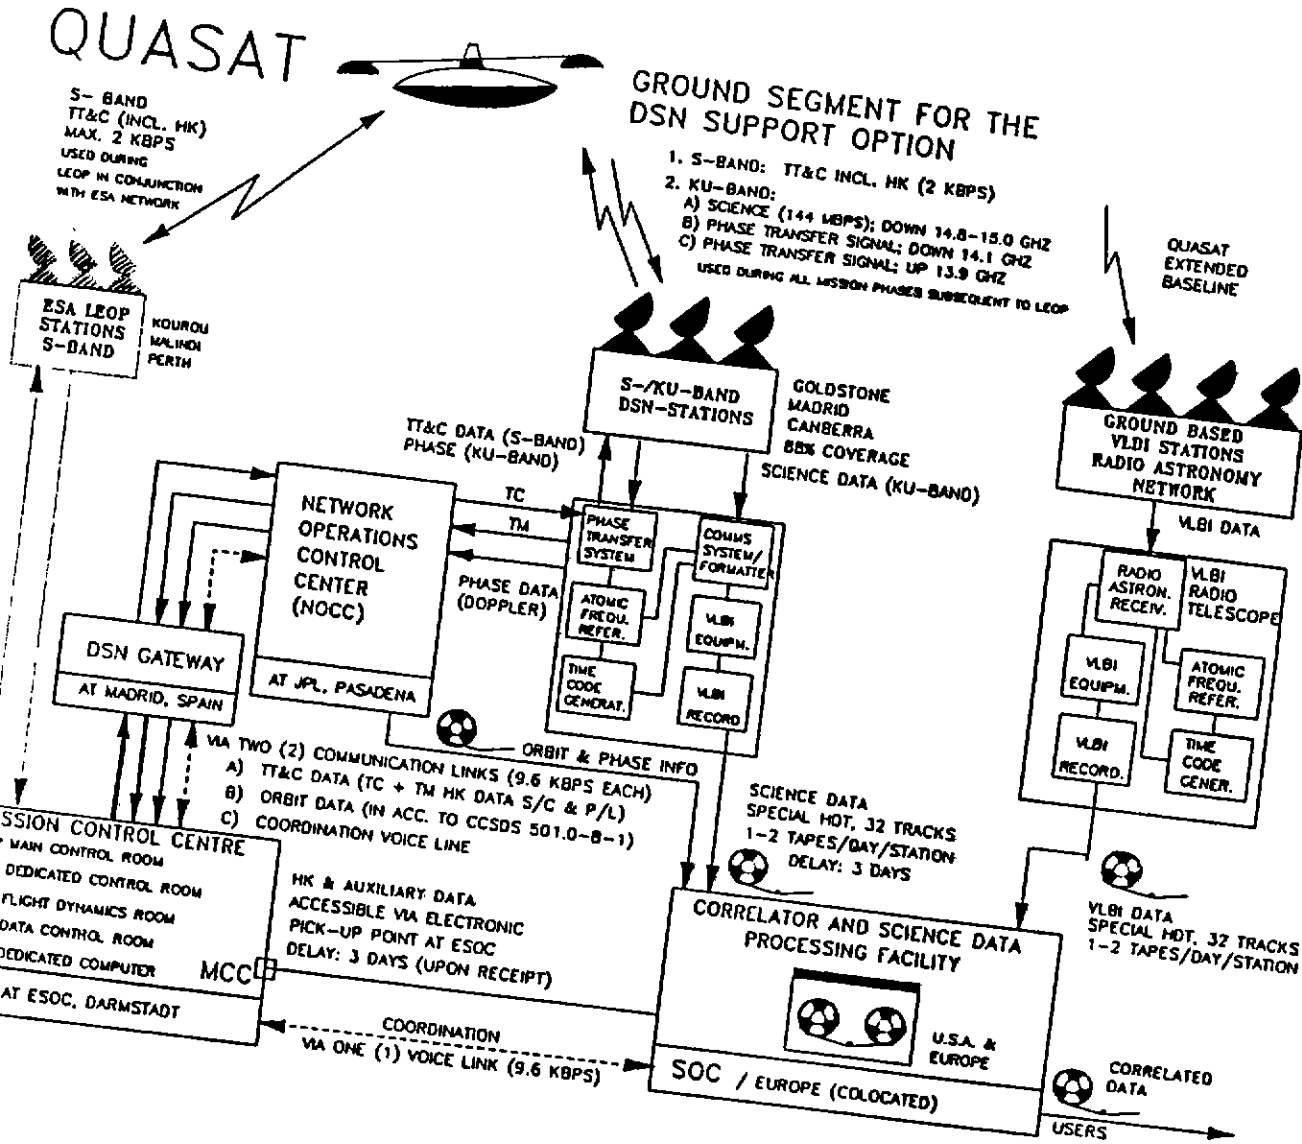 QUASAT
S- BAND
TT&C (INCL. HK)
MAX. 2 KBPS
USED DURING
LEOP IN CONJUNCTION
WITH ESA NETWORK
GROUND SEGMENT FOR THE
DSN SUPPORT OPTION
1. S-BAND: TT&C INCL. HK (2 KBPS)
2. KU-BAND:
A) SCIENCE (144 MBPS); DOWN 14.8-15.0 GHZ
B) PHASE TRANSFER SIGNAL; DOWN 14.1 GHZ
C) PHASE TRANSFER SIGNAL; UP 13.9 GHZ
USED DURING ALL MISSION PHASES SUBSEQUENT TO LEOP
QUASAT
EXTENDED
BASELINE
ESA LEOP
STATIONS
S-BAND
KOUROU
MALINDI
PERTH
S-/KU-BAND
DSN-STATIONS
GOLDSTONE
MADRID
CANBERRA
88% COVERAGE
SCIENCE DATA (KU-BAND)
GROUND BASED
VLBI STATIONS
RADIO ASTRONOMY
NETWORK
VLBI DATA
TT&C DATA (S-BAND)
PHASE (KU-BAND)
NETWORK
OPERATIONS
CONTROL
CENTER
(NOCC)
AT JPL, PASADENA
TC
TM
PHASE DATA
(DOPPLER)
PHASE
TRANSFER
SYSTEM
ATOMIC
FREQU.
REFER.
TIME
CODE
GENERAT.
COMMS
SYSTEM/
FORMATTER
VLBI
EQUIPM.
VLBI
RECORD
RADIO
ASTRON.
RECEIV.
VLBI
RADIO
TELESCOPE
VLBI
EQUIPM.
ATOMIC
FREQU.
REFER.
VLBI
RECORD.
TIME
CODE
GENER.
DSN GATEWAY
AT MADRID, SPAIN
ORBIT & PHASE INFO
VIA TWO (2) COMMUNICATION LINKS (9.6 KBPS EACH)
A) TT&C DATA (TC + TM HK DATA S/C & P/L)
B) ORBIT DATA (IN ACC. TO CCSDS 501.0-B-1)
C) COORDINATION VOICE LINE
SSION CONTROL CENTRE
MAIN CONTROL ROOM
DEDICATED CONTROL ROOM
FLIGHT DYNAMICS ROOM
DATA CONTROL ROOM
DEDICATED COMPUTER
MCC
AT ESOC, DARMSTADT
HK & AUXILIARY DATA
ACCESSIBLE VIA ELECTRONIC
PICK-UP POINT AT ESOC
DELAY: 3 DAYS (UPON RECEIPT)
SCIENCE DATA
SPECIAL HDT, 32 TRACKS
1-2 TAPES/DAY/STATION
DELAY: 3 DAYS
VLBI DATA
SPECIAL HDT, 32 TRACKS
1-2 TAPES/DAY/STATION
CORRELATOR AND SCIENCE DATA
PROCESSING FACILITY
U.S.A. &
EUROPE
SOC / EUROPE (COLOCATED)
COORDINATION
VIA ONE (1) VOICE LINK (9.6 KBPS)
CORRELATED
DATA
USERS